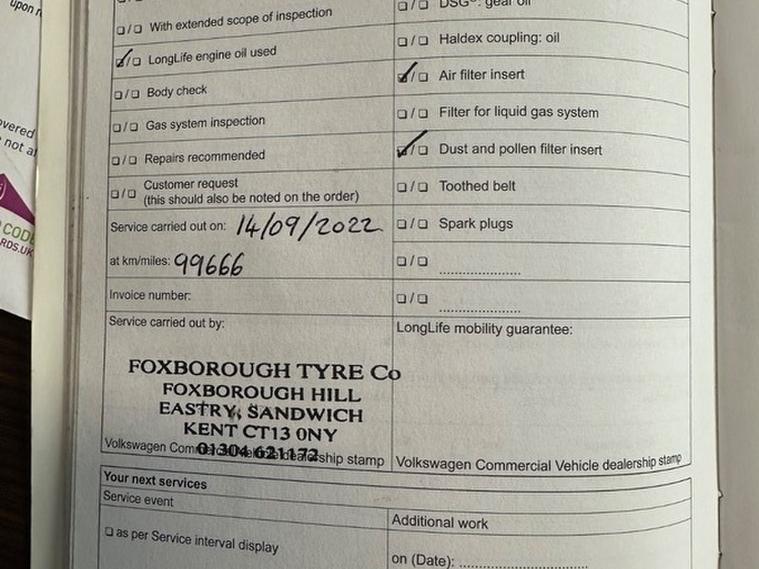 upon r
❏/❏ With extended scope of inspection
❏/❏ LongLife engine oil used
❏/❏ Body check
❏/❏ Gas system inspection
❏/❏ Repairs recommended
❏/❏ Customer request
(this should also be noted on the order)
Service carried out on: 14/09/2022
at km/miles: 99666
Invoice number:
Service carried out by:
FOXBOROUGH TYRE Co
FOXBOROUGH HILL
EASTRY, SANDWICH
KENT CT13 0NY
01304 621172
Volkswagen Commercial Vehicle dealership stamp
❏/❏ DSG®: gear oil
❏/❏ Haldex coupling: oil
❏/❏ Air filter insert
❏/❏ Filter for liquid gas system
❏/❏ Dust and pollen filter insert
❏/❏ Toothed belt
❏/❏ Spark plugs
❏/❏ ....................
❏/❏ ....................
LongLife mobility guarantee:
Volkswagen Commercial Vehicle dealership stamp
Your next services
Service event
❏ as per Service interval display
Additional work
on (Date): ................................
overed
not a
CODE
RDS.UK